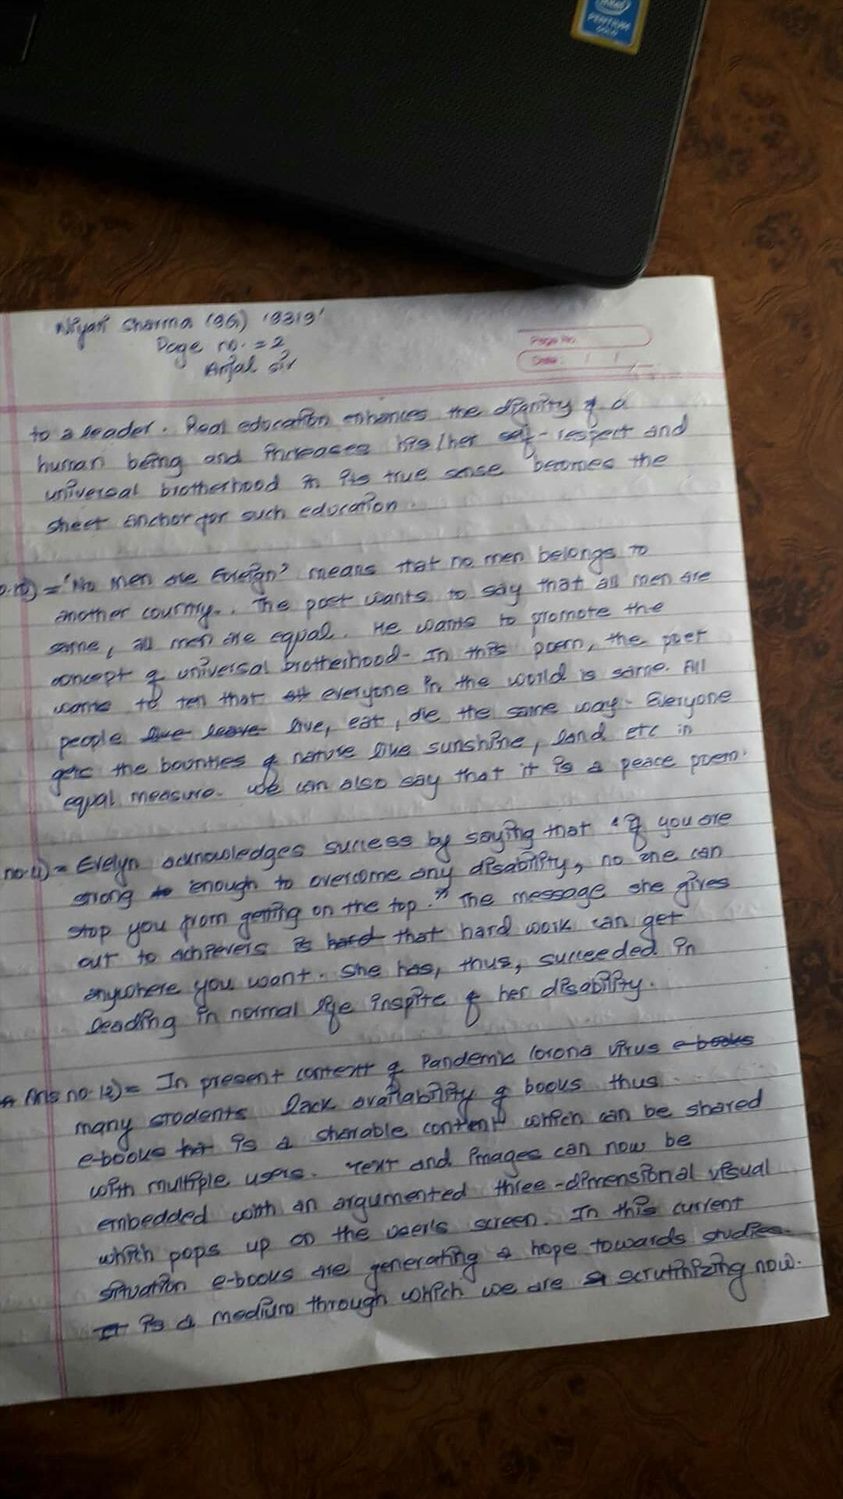 intel
PENTIUM
GOLD
Sharma (9G) '9319'
Page no. = 2
Anjal sir
Page No.
Date: / /
to a leader. Real education enhances the dignity of a
human being and increases his/her self-respect and
universal brotherhood in its true sense becomes the
sheet anchor for such education.
no.10) = 'No men are foreign' means that no men belongs to
another country.. The poet wants to say that all men are
same, all men are equal. He wants to promote the
concept of universal brotherhood. In this poem, the poet
wants to tell that everyone in the world is same. All
people live leave live, eat, die the same way. Everyone
gets the bounties of nature like sunshine, land etc in
equal measure. We can also say that it is a peace poem.
no.11) = Evelyn acknowledges success by saying that "If you are
strong to enough to overcome any disability, no one can
stop you from getting on the top." The message she gives
out to achievers is hard that hard work can get
anywhere you want. She has, thus, succeeded in
leading in normal life inspite of her disability.
Ans no.12) = In present context of Pandemic Corona virus e-books
many students lack availability of books thus
e-books is a sharable content which can be shared
with multiple users. Text and images can now be
embedded with an argumented three-dimensional visual
which pops up on the user's screen. In this current
situation e-books are generating a hope towards studies.
It is a medium through which we are scrutinizing now.